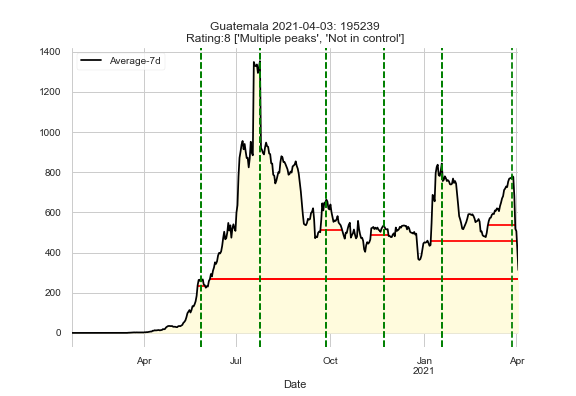 Guatemala 2021-04-03: 195239
Rating:8 ['Multiple peaks', 'Not in control']
1400
Average-7d
1200
1000
800
600
400
200
0
Apr
Jul
Oct
Jan
Apr
2021
Date